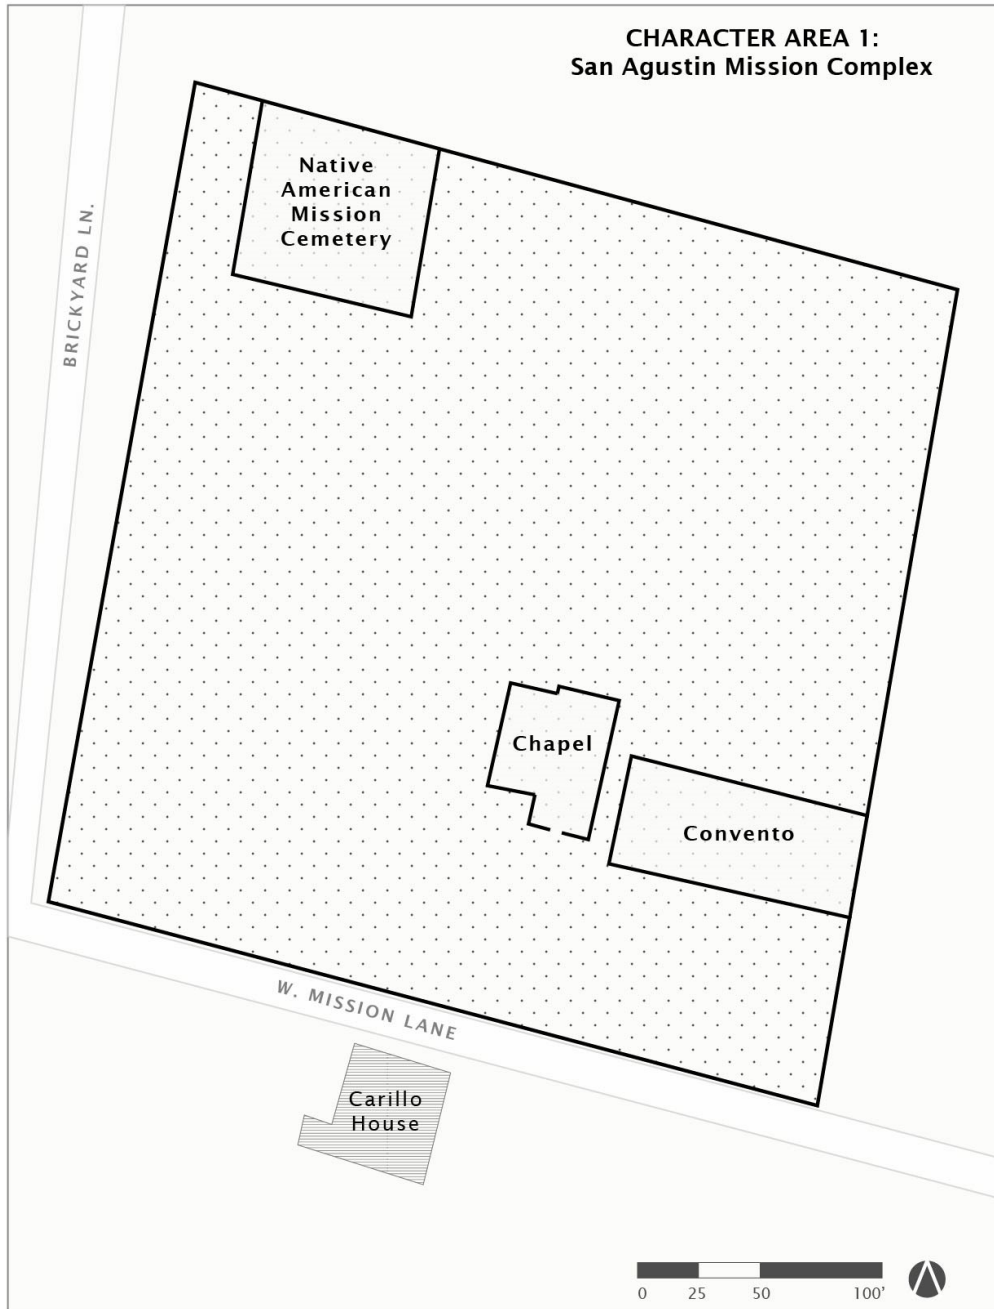 CHARACTER AREA 1:
San Agustin Mission Complex
Native
American
Mission
Cemetery
BRICKYARD LN.
Chapel
Convento
W. MISSION LANE
Carillo
House
0 25 50 100'